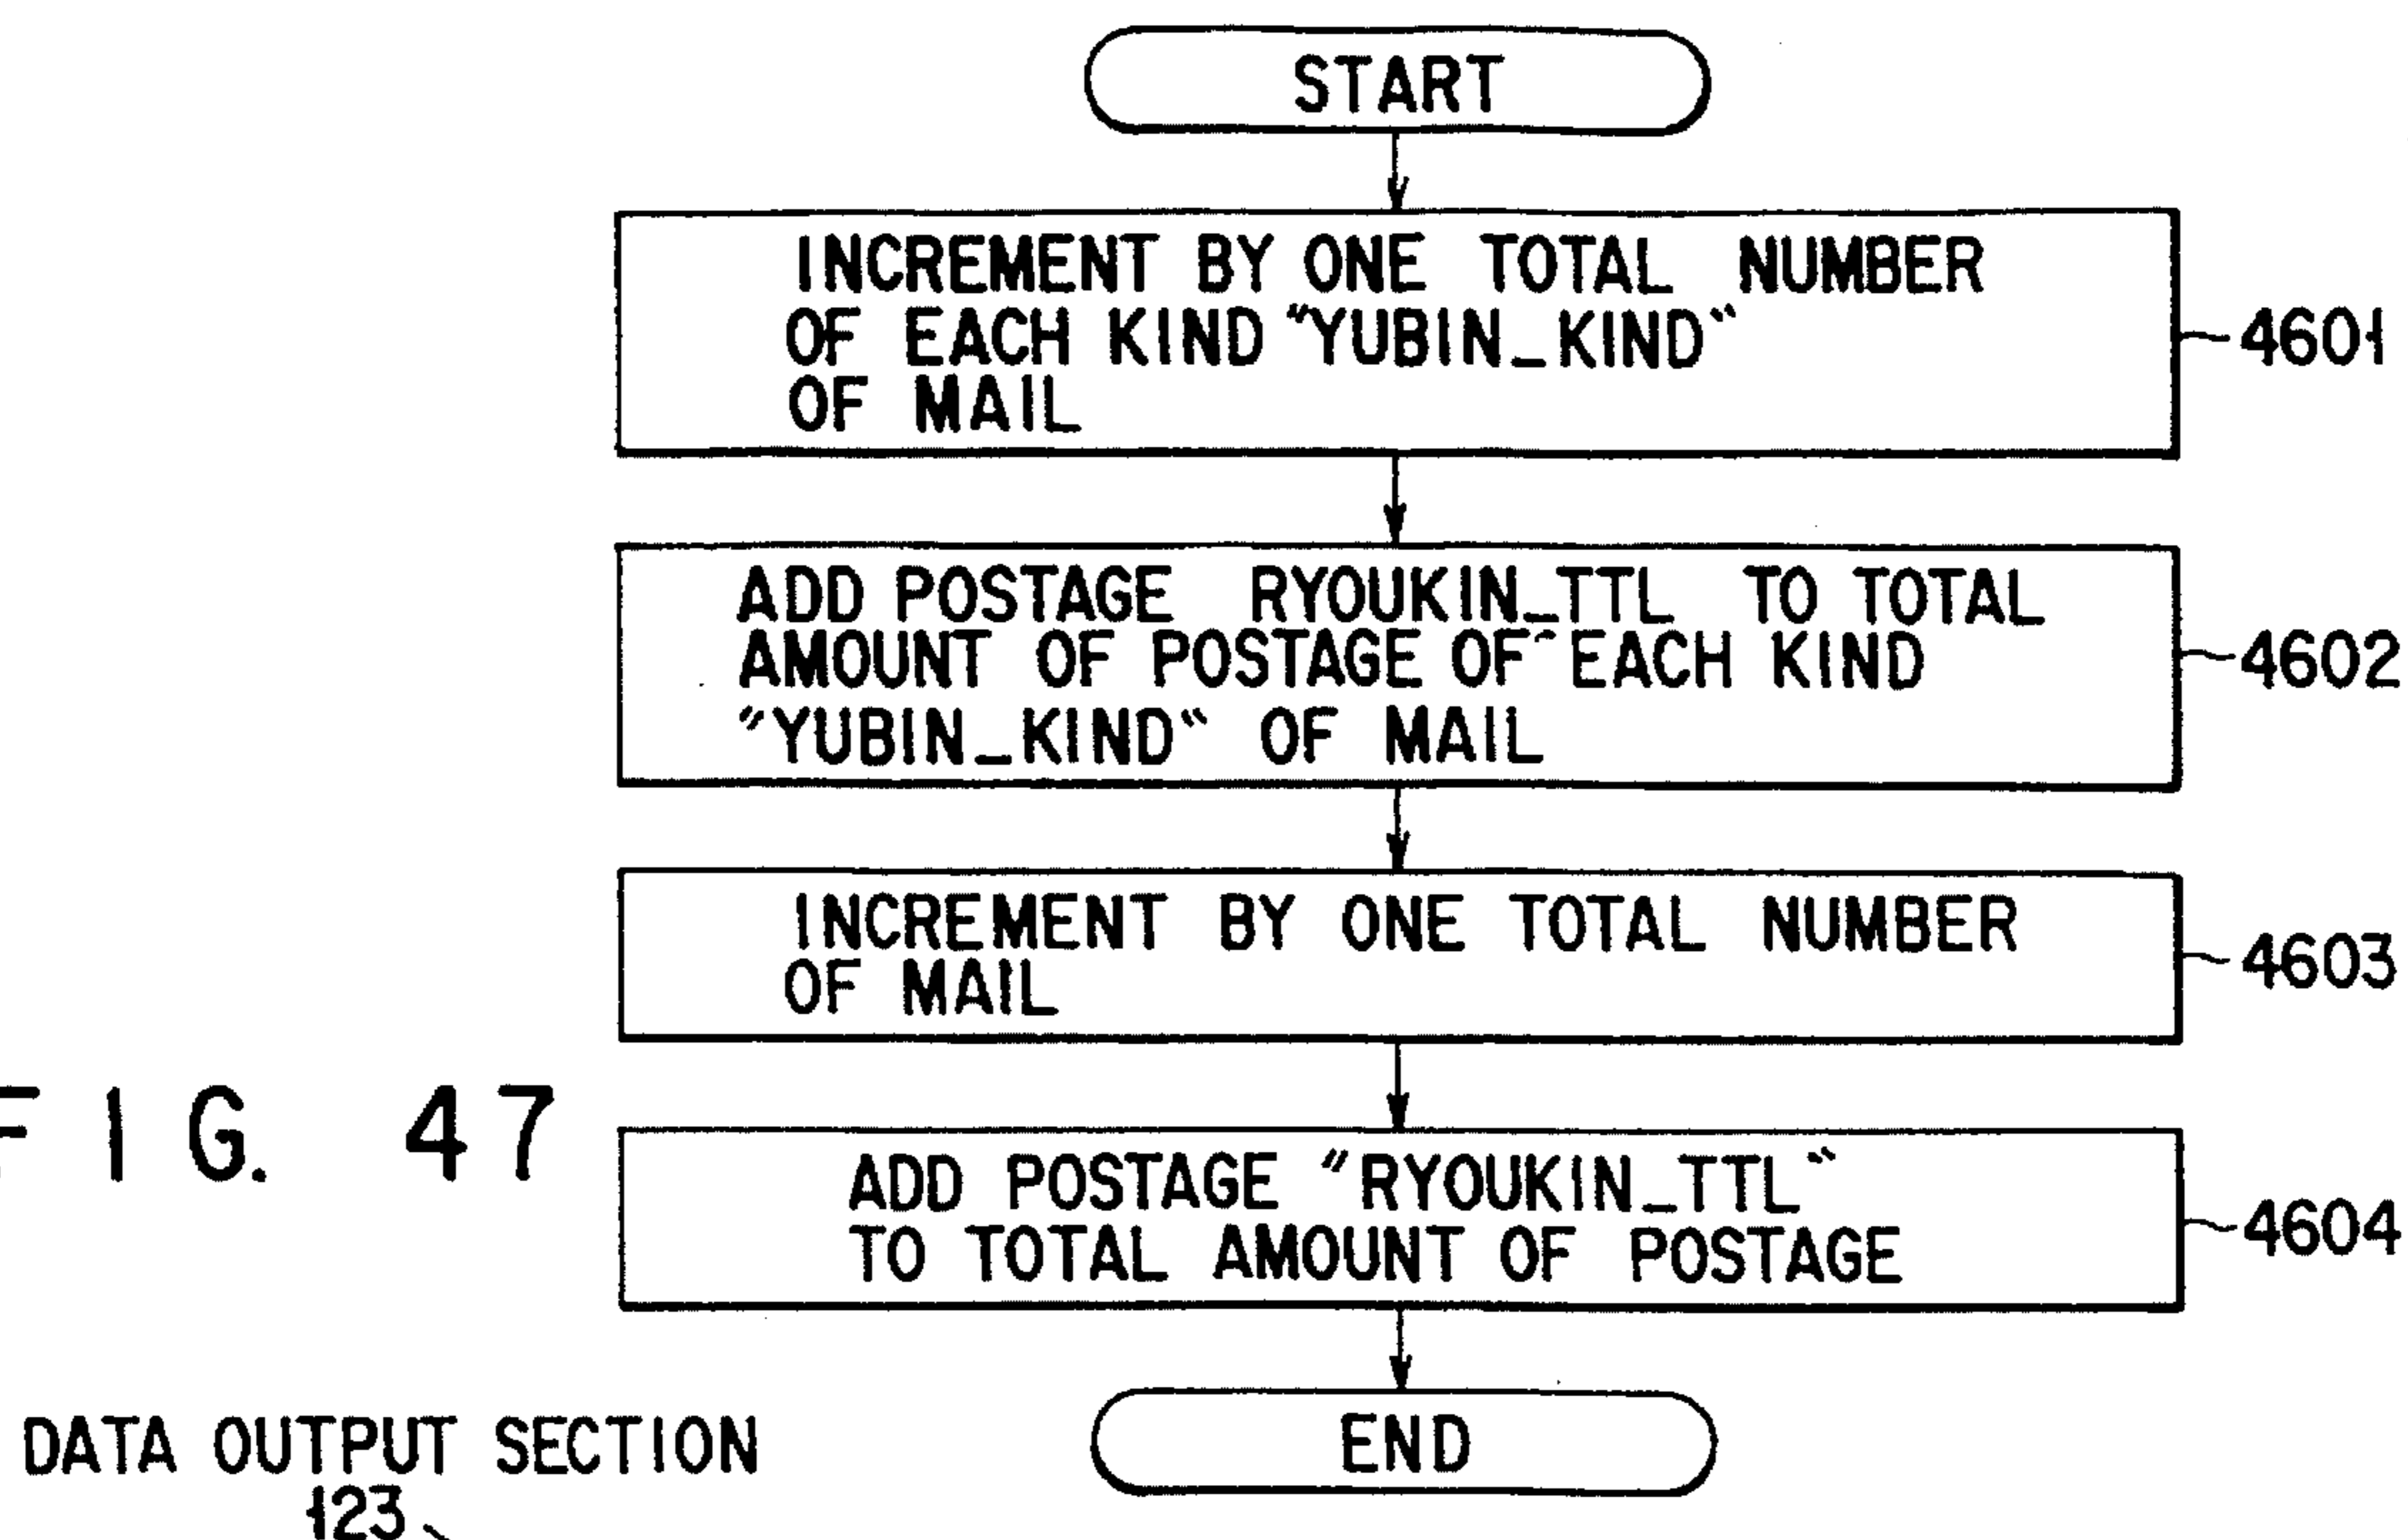 START
INCREMENT BY ONE TOTAL NUMBER
OF EACH KIND "YUBIN_KIND"
OF MAIL
4601
ADD POSTAGE RYOUKIN_TTL TO TOTAL
AMOUNT OF POSTAGE OF EACH KIND
"YUBIN_KIND" OF MAIL
4602
INCREMENT BY ONE TOTAL NUMBER
OF MAIL
4603
FIG. 47
ADD POSTAGE "RYOUKIN_TTL"
TO TOTAL AMOUNT OF POSTAGE
4604
END
DATA OUTPUT SECTION
123